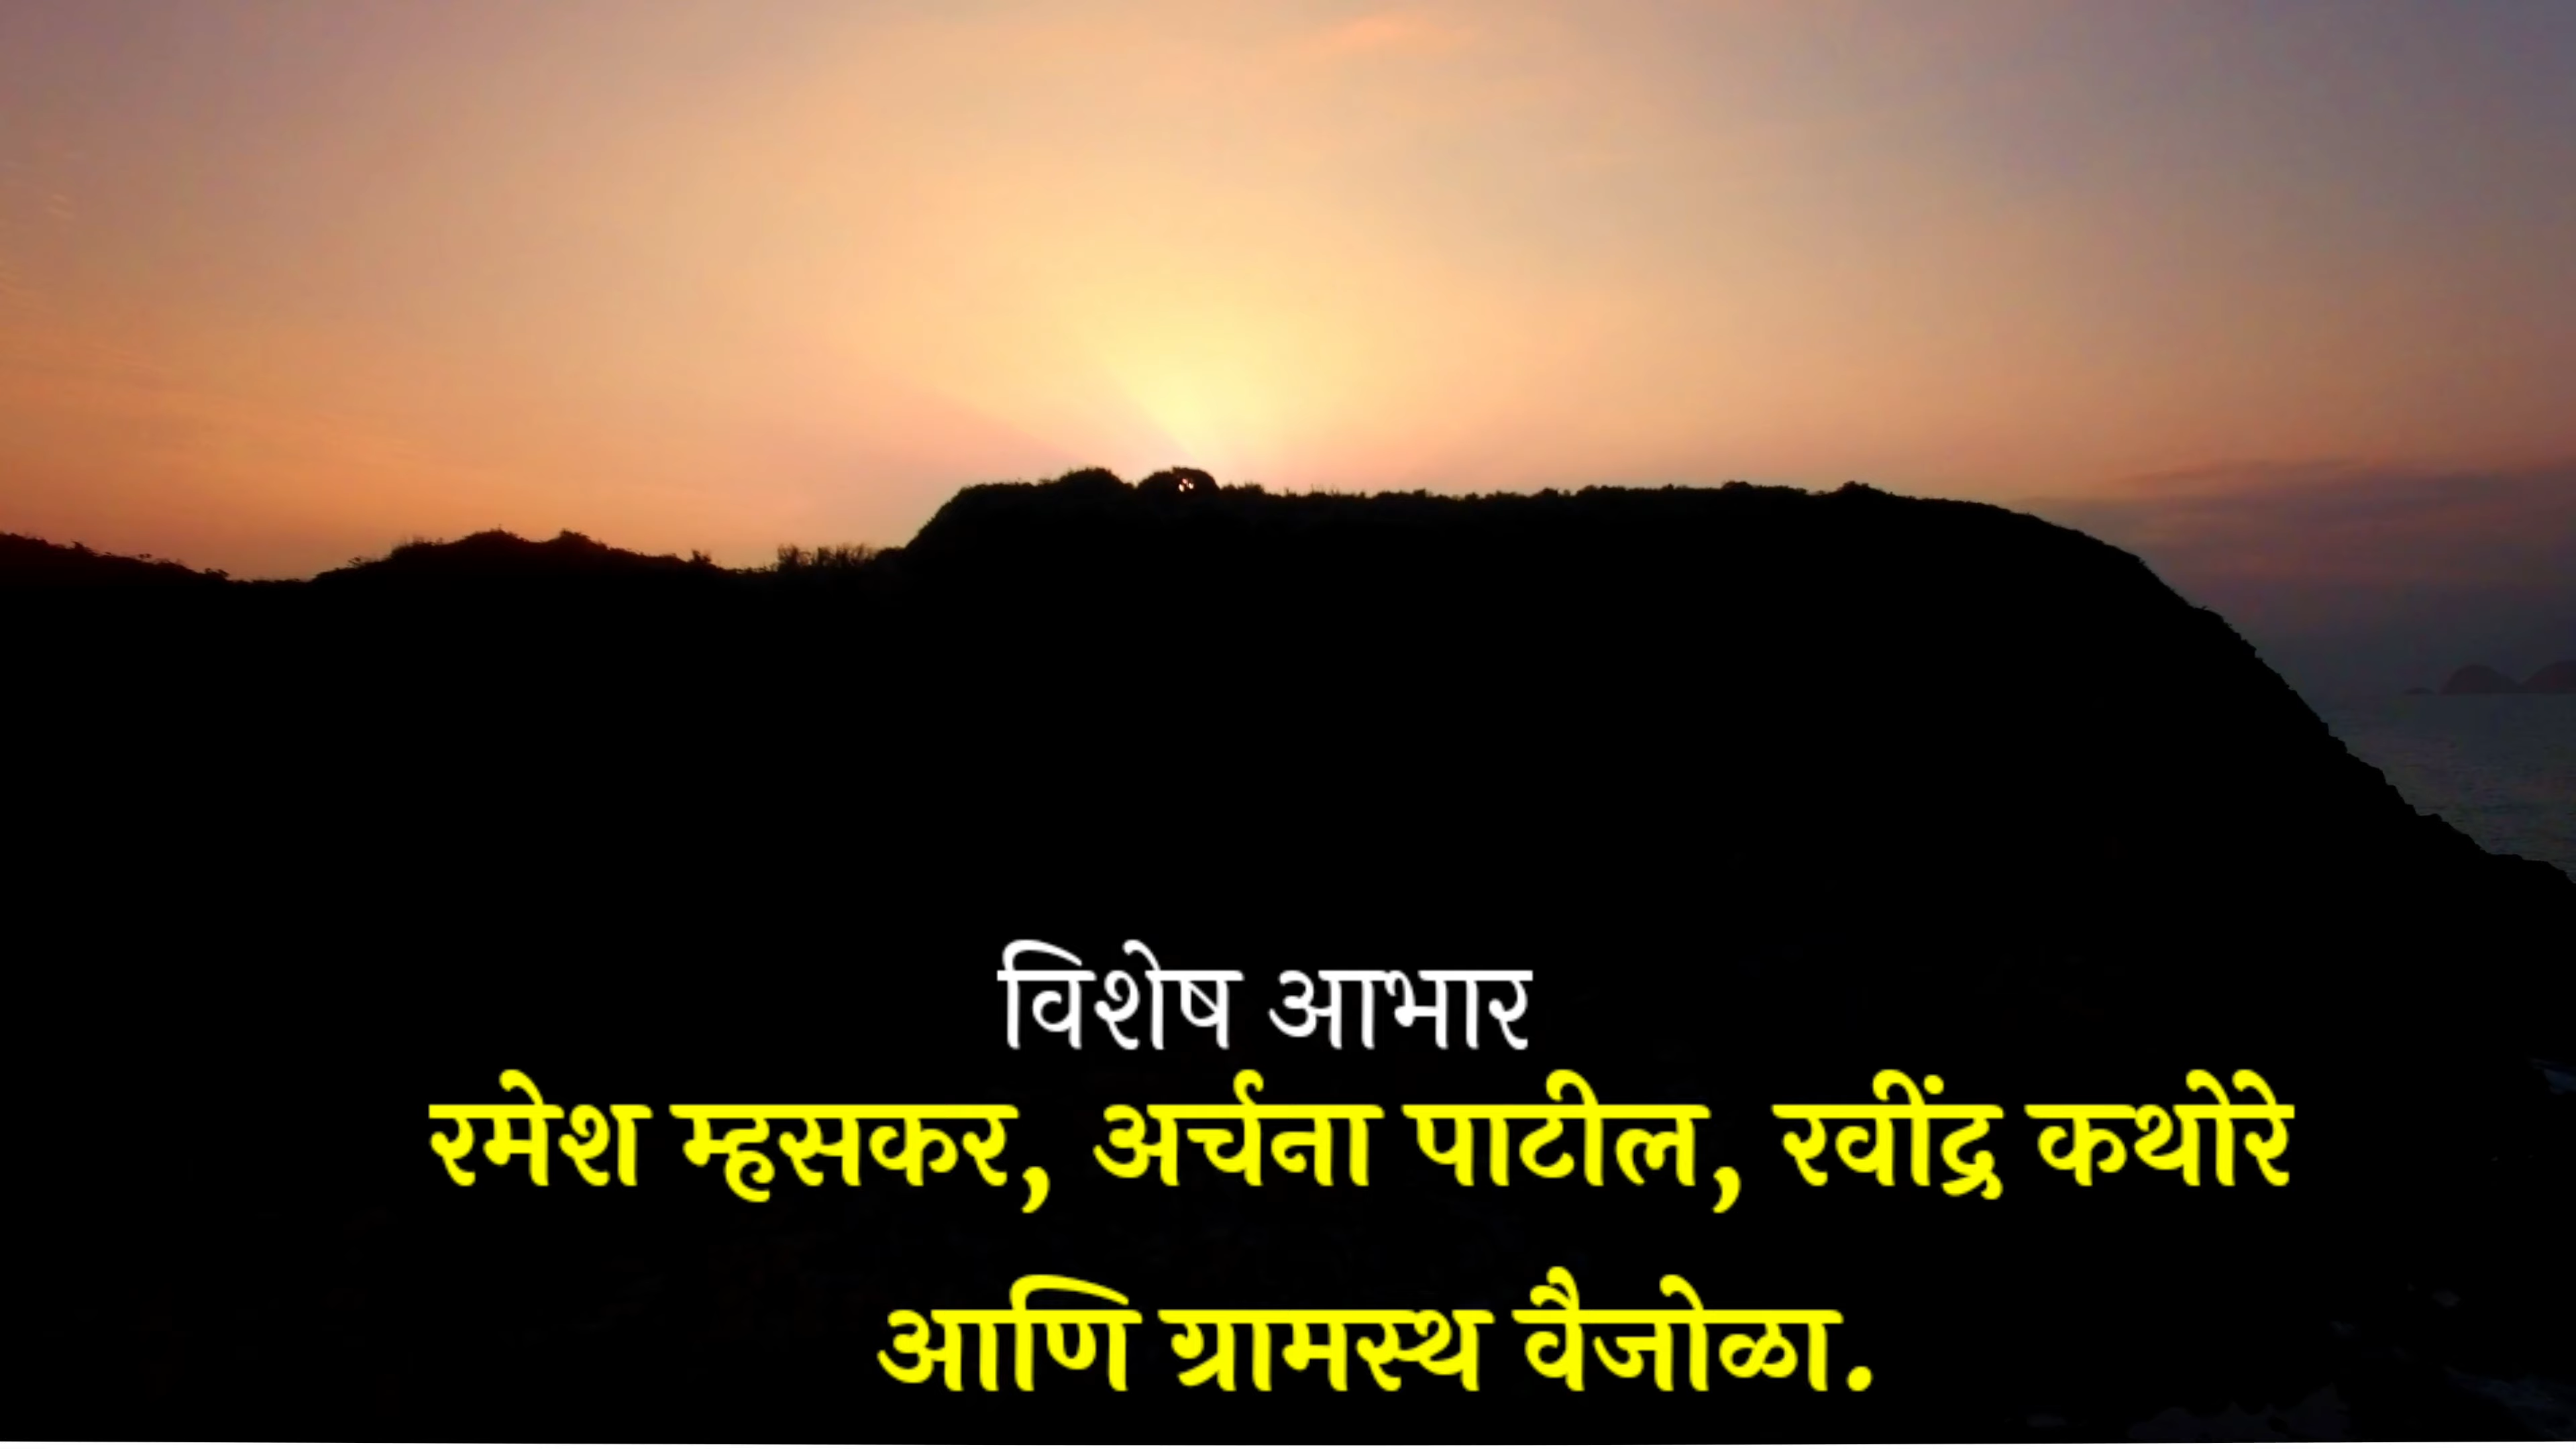 विशेष आभार
रमेश म्हसकर, अर्चना पाटील, रवींद्र कथोरे
आणि ग्रामस्थ वैजोळा.